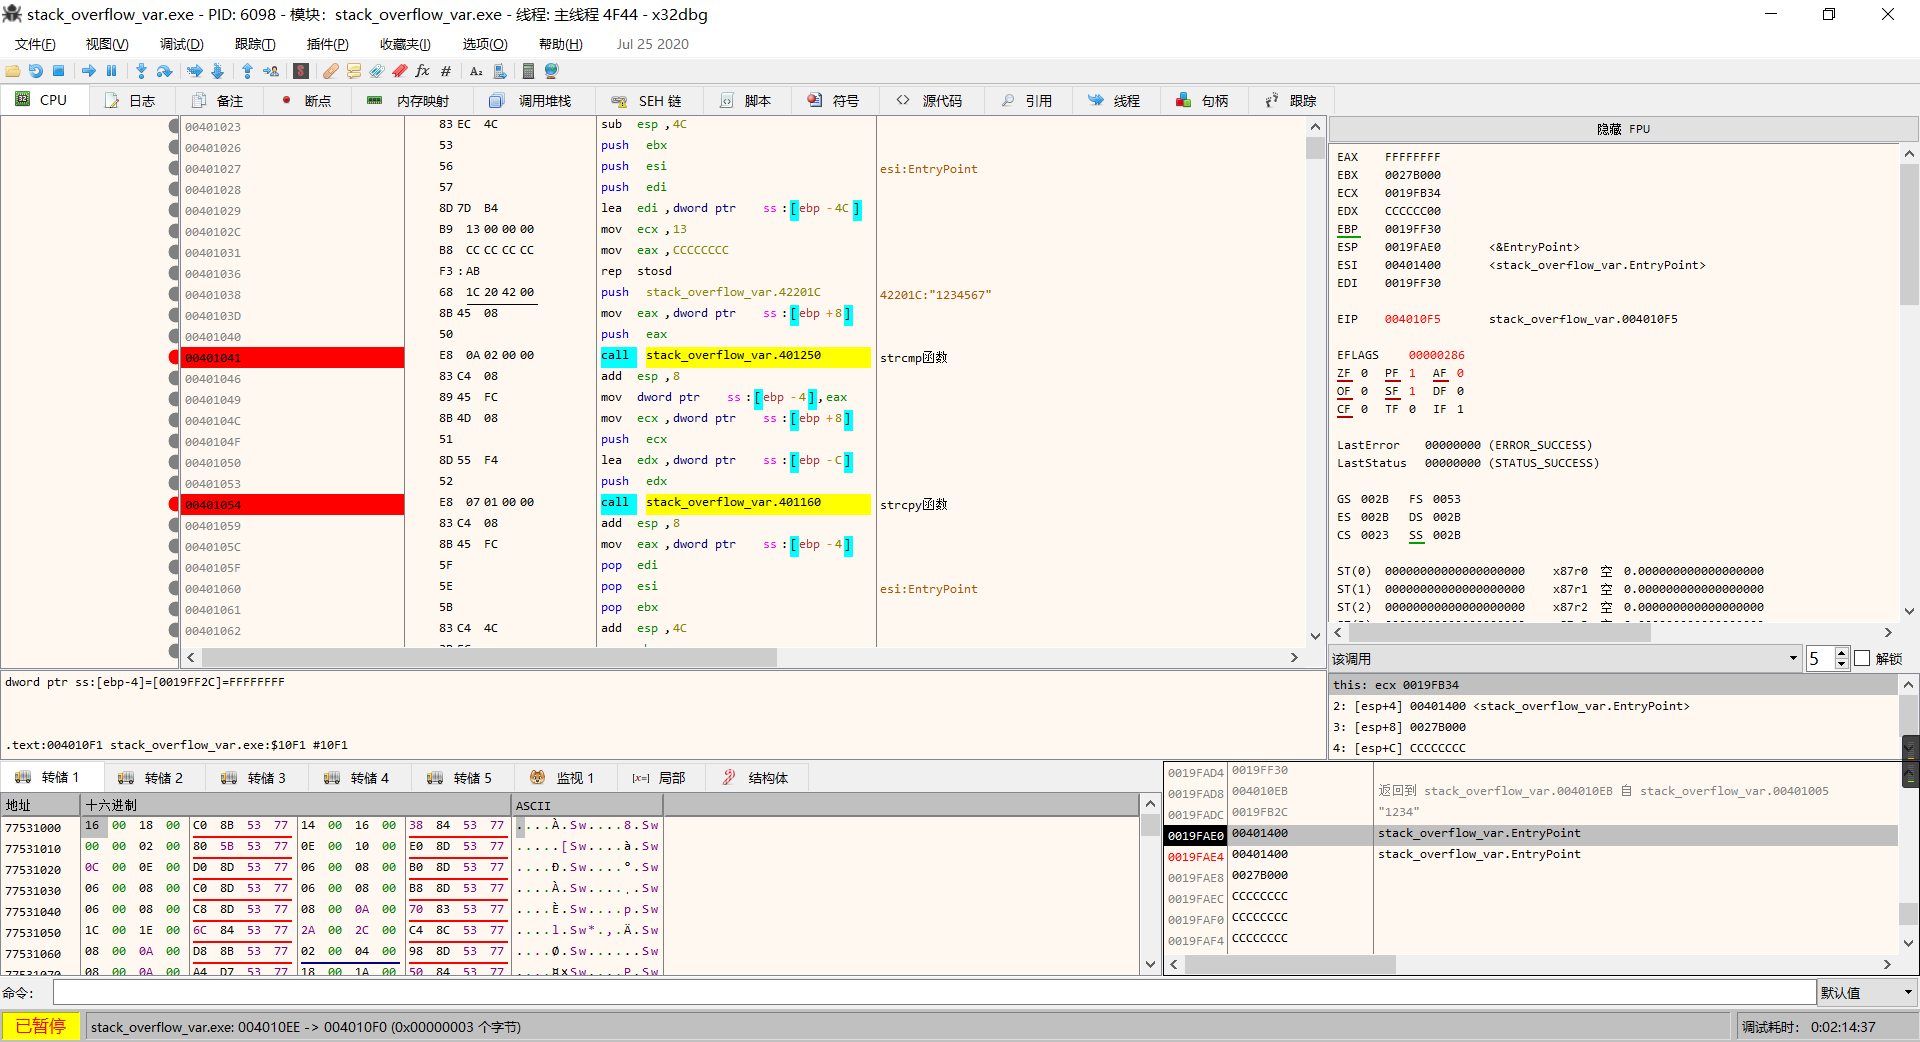 stack_overflow_var.exe - PID: 6098 - 模块: stack_overflow_var.exe - 线程: 主线程 4F44 - x32dbg
文件(F) 视图(V) 调试(D) 跟踪(T) 插件(P) 收藏夹(I) 选项(O) 帮助(H) Jul 25 2020
CPU 日志 备注 断点 内存映射 调用堆栈 SEH 链 脚本 符号 源代码 引用 线程 句柄 跟踪
00401023 83 EC 4C sub esp,4C
00401026 53 push ebx
00401027 56 push esi esi:EntryPoint
00401028 57 push edi
00401029 8D 7D B4 lea edi,dword ptr ss:[ebp-4C]
0040102C B9 13 00 00 00 mov ecx,13
00401031 B8 CC CC CC CC mov eax,CCCCCCCC
00401036 F3:AB rep stosd
00401038 68 1C 20 42 00 push stack_overflow_var.42201C 42201C:"1234567"
0040103D 8B 45 08 mov eax,dword ptr ss:[ebp+8]
00401040 50 push eax
00401041 E8 0A 02 00 00 call stack_overflow_var.401250 strcmp函数
00401046 83 C4 08 add esp,8
00401049 89 45 FC mov dword ptr ss:[ebp-4],eax
0040104C 8B 4D 08 mov ecx,dword ptr ss:[ebp+8]
0040104F 51 push ecx
00401050 8D 55 F4 lea edx,dword ptr ss:[ebp-C]
00401053 52 push edx
00401054 E8 07 01 00 00 call stack_overflow_var.401160 strcpy函数
00401059 83 C4 08 add esp,8
0040105C 8B 45 FC mov eax,dword ptr ss:[ebp-4]
0040105F 5F pop edi
00401060 5E pop esi esi:EntryPoint
00401061 5B pop ebx
00401062 83 C4 4C add esp,4C
隐藏 FPU
EAX FFFFFFFF
EBX 0027B000
ECX 0019FB34
EDX CCCCCC00
EBP 0019FF30
ESP 0019FAE0 <&EntryPoint>
ESI 00401400 <stack_overflow_var.EntryPoint>
EDI 0019FF30
EIP 004010F5 stack_overflow_var.004010F5
EFLAGS 00000286
ZF 0 PF 1 AF 0
OF 0 SF 1 DF 0
CF 0 TF 0 IF 1
LastError 00000000 (ERROR_SUCCESS)
LastStatus 00000000 (STATUS_SUCCESS)
GS 002B FS 0053
ES 002B DS 002B
CS 0023 SS 002B
ST(0) 00000000000000000000 x87r0 空 0.000000000000000000
ST(1) 00000000000000000000 x87r1 空 0.000000000000000000
ST(2) 00000000000000000000 x87r2 空 0.000000000000000000
该调用 5 解锁
this: ecx 0019FB34
2: [esp+4] 00401400 <stack_overflow_var.EntryPoint>
3: [esp+8] 0027B000
4: [esp+C] CCCCCCCC
dword ptr ss:[ebp-4]=[0019FF2C]=FFFFFFFF
.text:004010F1 stack_overflow_var.exe:$10F1 #10F1
转储 1 转储 2 转储 3 转储 4 转储 5 监视 1 [x=] 局部 结构体
地址 十六进制 ASCII
77531000 16 00 18 00 C0 8B 53 77 14 00 16 00 38 84 53 77 ....À.Sw....8.Sw
77531010 00 00 02 00 80 5B 53 77 0E 00 10 00 E0 8D 53 77 .....[Sw....à.Sw
77531020 0C 00 0E 00 D0 8D 53 77 06 00 08 00 B0 8D 53 77 ....Ð.Sw....°.Sw
77531030 06 00 08 00 C0 8D 53 77 06 00 08 00 B8 8D 53 77 ....À.Sw....¸.Sw
77531040 06 00 08 00 C8 8D 53 77 08 00 0A 00 70 83 53 77 ....È.Sw....p.Sw
77531050 1C 00 1E 00 6C 84 53 77 2A 00 2C 00 C4 8C 53 77 ....l.Sw*.,.Ä.Sw
77531060 08 00 0A 00 D8 8B 53 77 02 00 04 00 98 8D 53 77 ....Ø.Sw......Sw
77531070 08 00 0A 00 A4 D7 53 77 18 00 1A 00 50 84 53 77 ....¤×Sw....P.Sw
0019FAD4 0019FF30
0019FAD8 004010EB 返回到 stack_overflow_var.004010EB 自 stack_overflow_var.00401005
0019FADC 0019FB2C "1234"
0019FAE0 00401400 stack_overflow_var.EntryPoint
0019FAE4 00401400 stack_overflow_var.EntryPoint
0019FAE8 0027B000
0019FAEC CCCCCCCC
0019FAF0 CCCCCCCC
0019FAF4 CCCCCCCC
命令: 默认值
已暂停 stack_overflow_var.exe: 004010EE -> 004010F0 (0x00000003 个字节) 调试耗时: 0:02:14:37